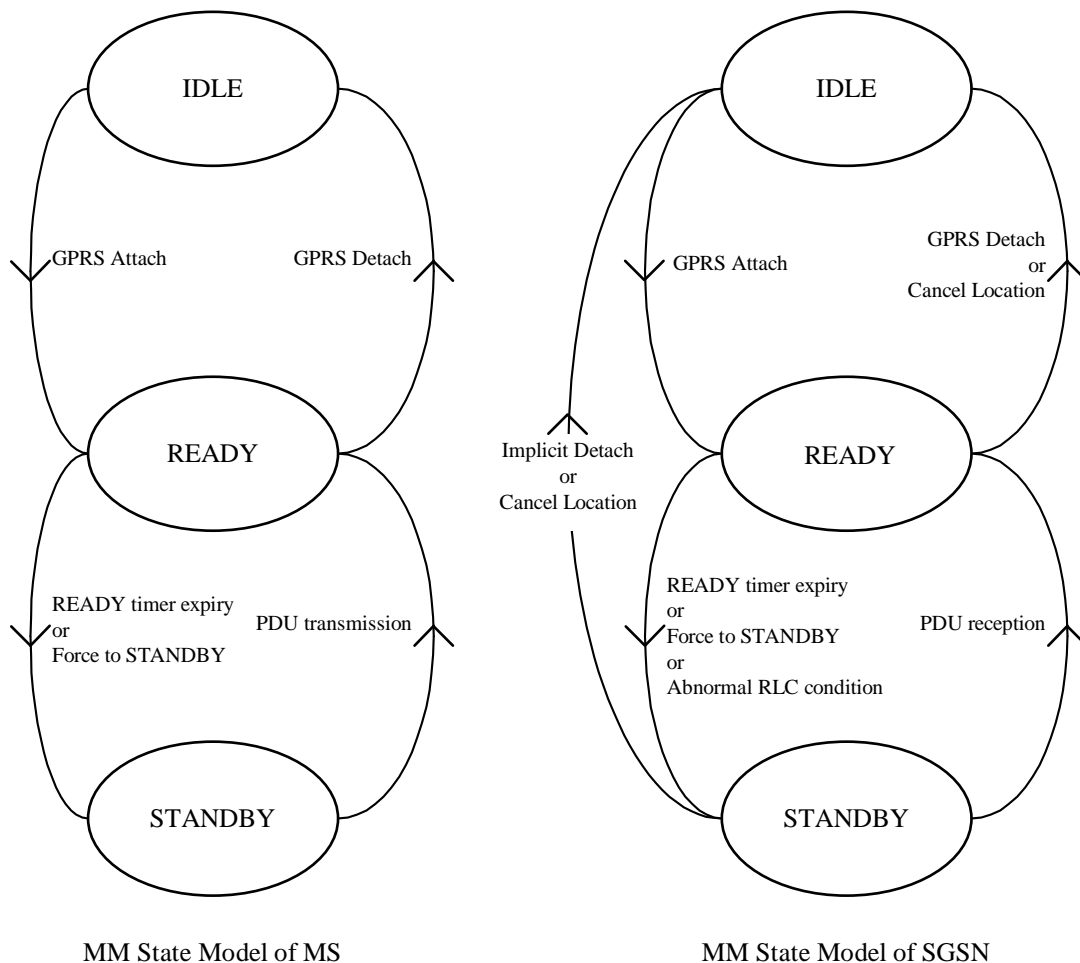 IDLE
GPRS Attach
GPRS Detach
READY
READY timer expiry
or
Force to STANDBY
PDU transmission
STANDBY
MM State Model of MS
IDLE
GPRS Attach
GPRS Detach
or
Cancel Location
Implicit Detach
or
Cancel Location
READY
READY timer expiry
or
Force to STANDBY
or
Abnormal RLC condition
PDU reception
STANDBY
MM State Model of SGSN